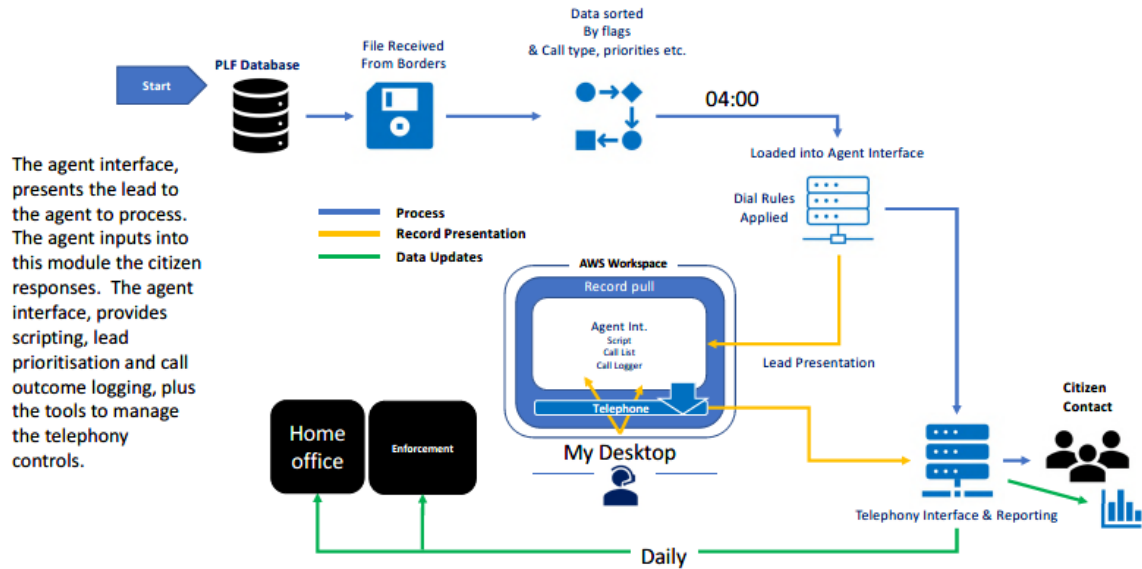 Data sorted
By flags
& Call type, priorities etc.
File Received
From Borders
PLF Database
Start
04:00
Loaded into Agent Interface
Dial Rules
Applied
The agent interface,
presents the lead to
the agent to process.
The agent inputs into
this module the citizen
responses.  The agent
interface, provides
scripting, lead
prioritisation and call
outcome logging, plus
the tools to manage
the telephony
controls.
Process
Record Presentation
Data Updates
AWS Workspace
Record pull
Agent Int.
Script
Call List
Call Logger
Telephone
My Desktop
Lead Presentation
Citizen
Contact
Home
office
Enforcement
Telephony Interface & Reporting
Daily